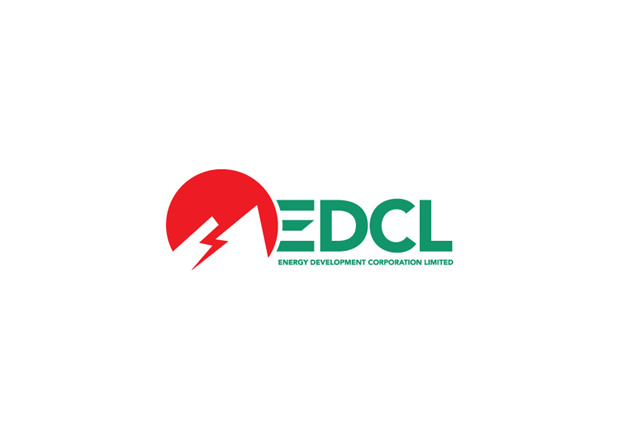 EDCL
ENERGY DEVELOPMENT CORPORATION LIMITED